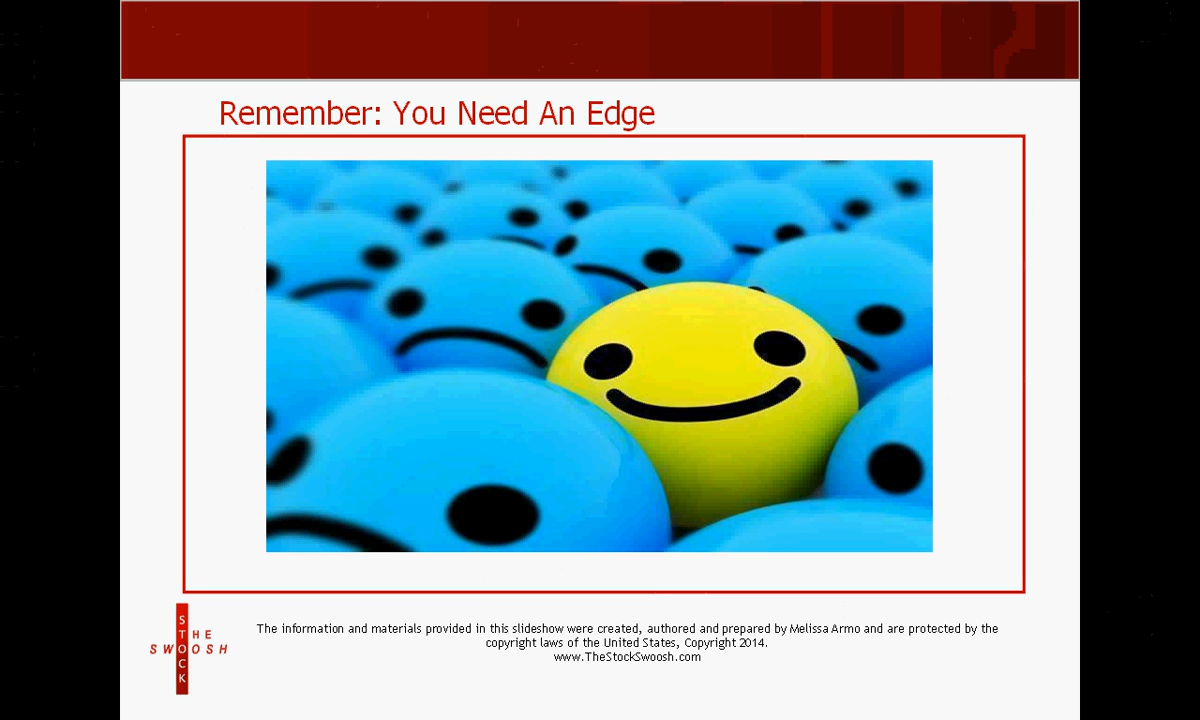 Remember: You Need An Edge
The information and materials provided in this slideshow were created, authored and prepared by Melissa Armo and are protected by the
copyright laws of the United States, Copyright 2014.
www.TheStockSwoosh.com
THE
STOCK
SWOOSH